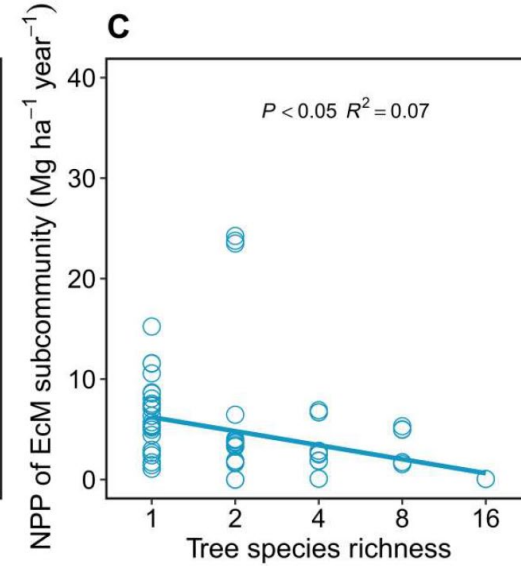 C
NPP of EcM subcommunity (Mg ha⁻¹ year⁻¹)
P < 0.05 R² = 0.07
40
30
20
10
0
1 2 4 8 16
Tree species richness